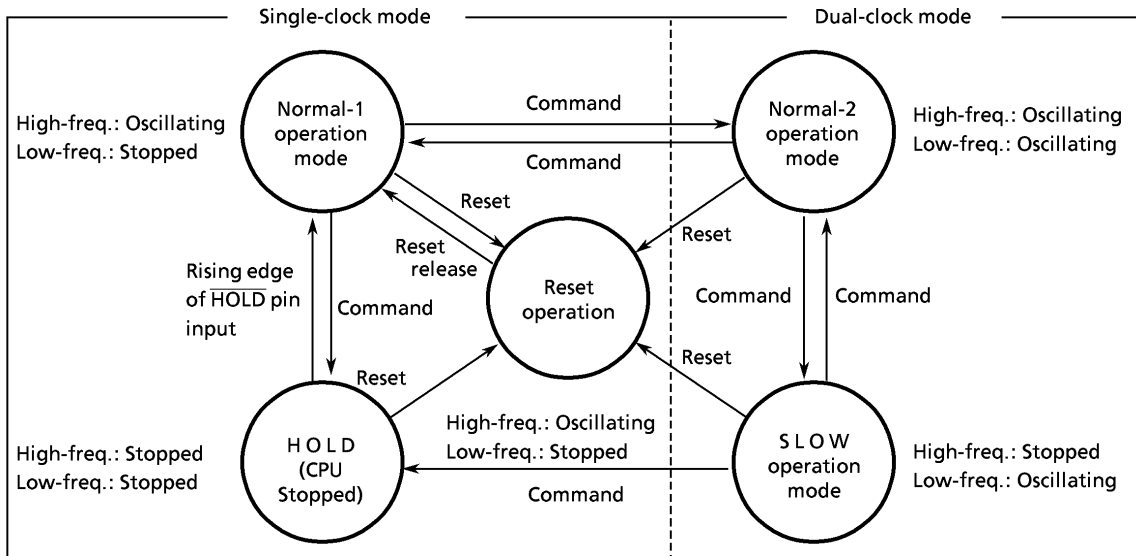 Single-clock mode
Dual-clock mode
Normal-1
operation
mode
High-freq.: Oscillating
Low-freq.: Stopped
Command
Command
Normal-2
operation
mode
High-freq.: Oscillating
Low-freq.: Oscillating
Reset
Reset
release
Reset
Reset
operation
Rising edge
of HOLD pin
input
Command
Command
Command
Reset
Reset
High-freq.: Oscillating
Low-freq.: Stopped
Command
High-freq.: Stopped
Low-freq.: Stopped
H O L D
(CPU
Stopped)
S L O W
operation
mode
High-freq.: Stopped
Low-freq.: Oscillating